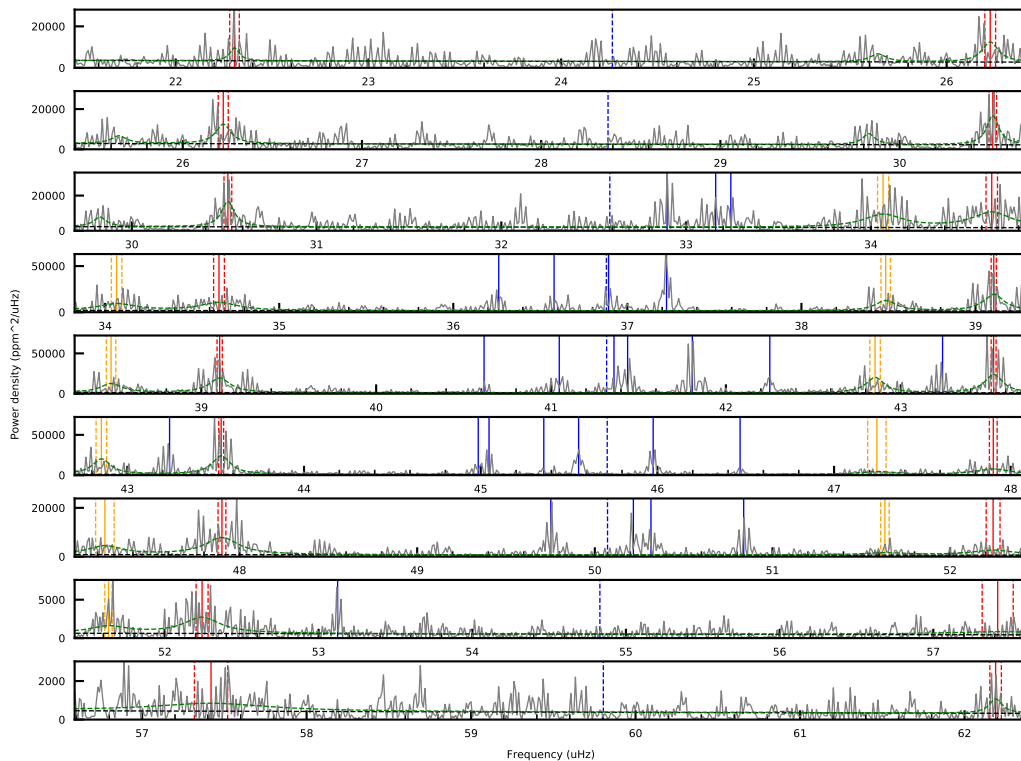 20000
0
22 23 24 25 26
20000
0
26 27 28 29 30
20000
0
30 31 32 33 34
50000
0
34 35 36 37 38 39
50000
0
39 40 41 42 43
Power density (ppm^2/uHz)
50000
0
43 44 45 46 47 48
20000
0
48 49 50 51 52
5000
0
52 53 54 55 56 57
2000
0
57 58 59 60 61 62
Frequency (uHz)